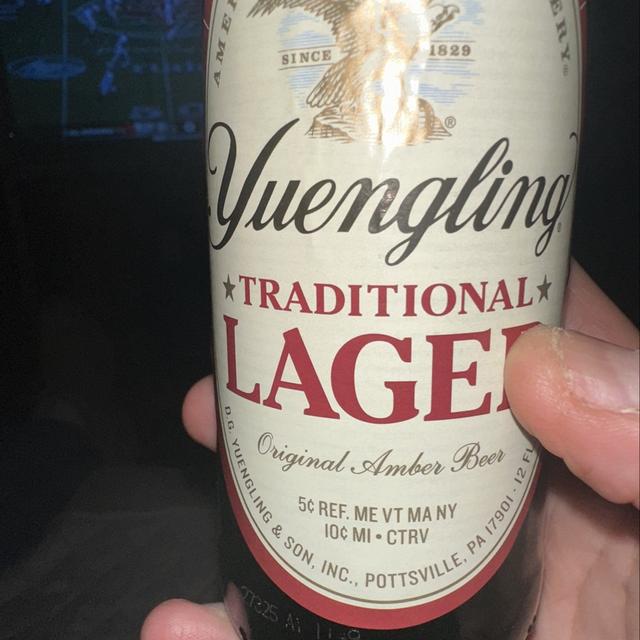 SINCE 1829
Yuengling®
TRADITIONAL
LAGER
Original Amber Beer
5¢ REF. ME VT MA NY
10¢ MI • CTRV
D.G. YUENGLING & SON, INC., POTTSVILLE, PA 17901 · 12 FL